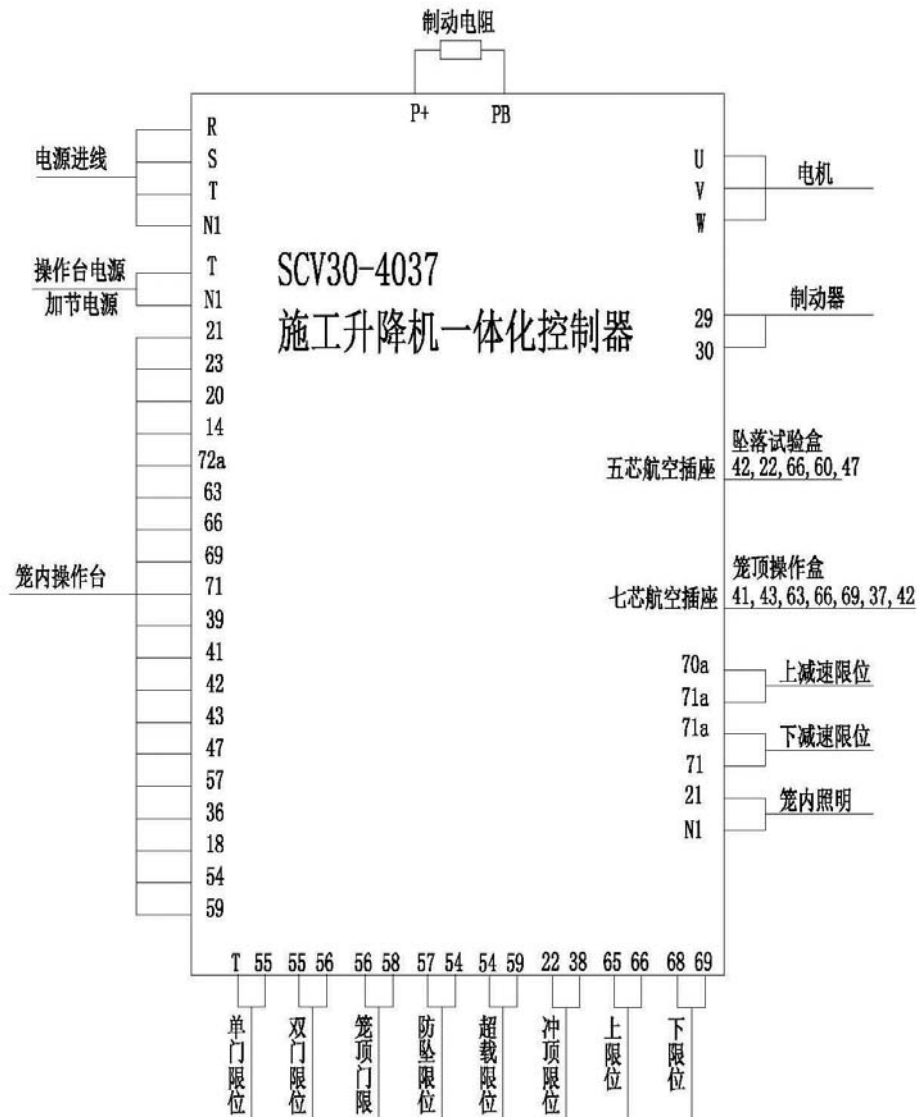 制动电阻
P+ PB
电源进线
R
S
T
N1
操作台电源
加节电源
T
N1
笼内操作台
21
23
20
14
72a
63
66
69
71
39
41
42
43
47
57
36
18
54
59
SCV30-4037
施工升降机一体化控制器
U
V
W
电机
29
30
制动器
五芯航空插座
坠落试验盒
42,22,66,60,47
七芯航空插座
笼顶操作盒
41,43,63,66,69,37,42
70a
71a
上减速限位
71a
71
下减速限位
21
N1
笼内照明
T 55 55 56 56 58 57 54 54 59 22 38 65 66 68 69
单门限位
双门限位
笼顶门限
防坠限位
超载限位
冲顶限位
上限位
下限位